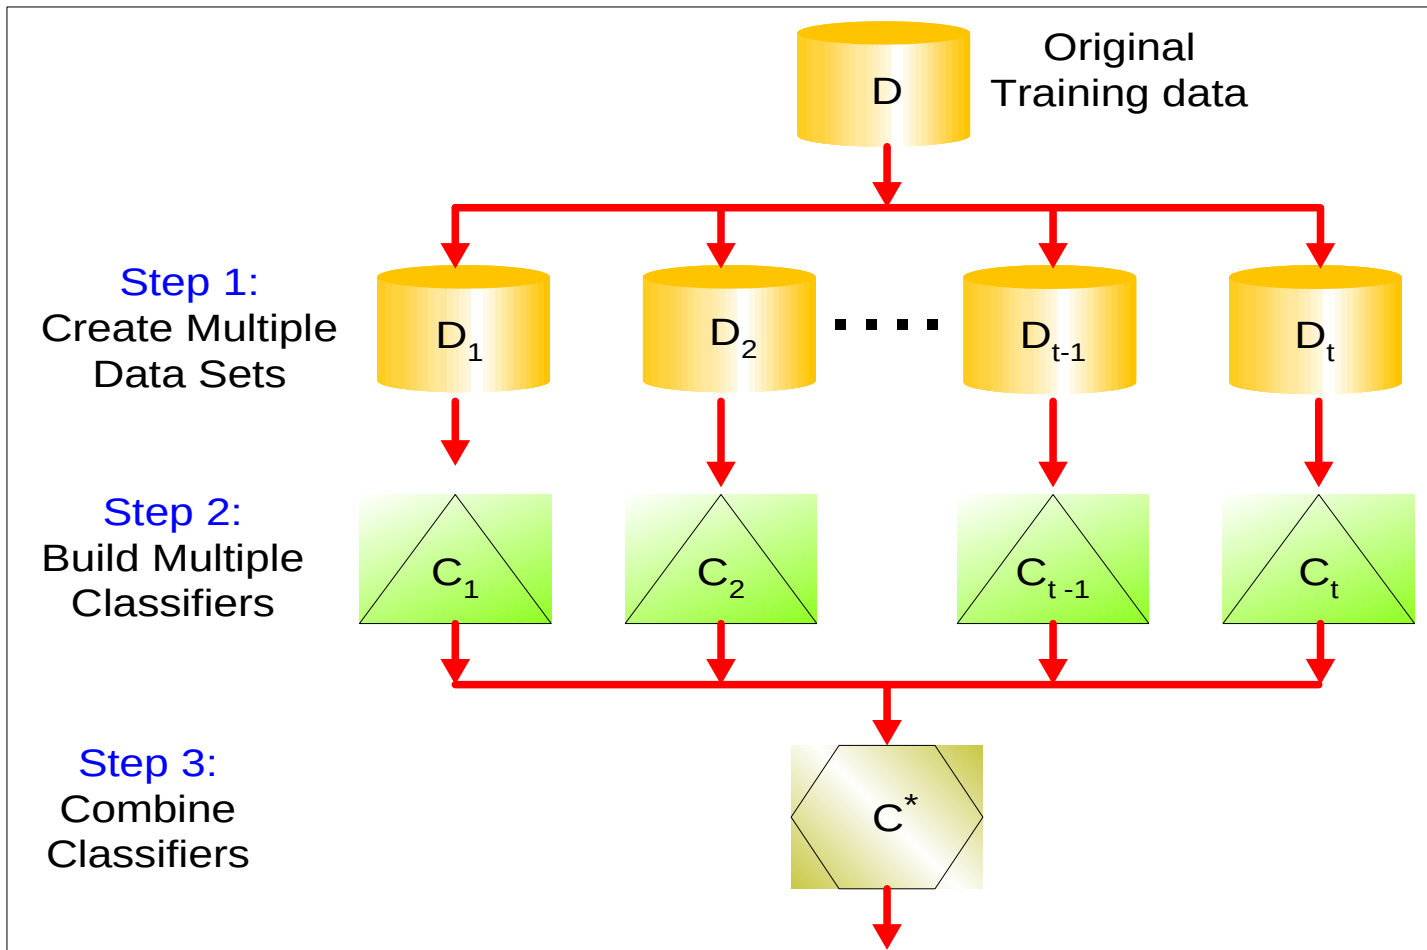 D
Original
Training data
Step 1:
Create Multiple
Data Sets
D1
D2
....
Dt-1
Dt
Step 2:
Build Multiple
Classifiers
C1
C2
Ct -1
Ct
Step 3:
Combine
Classifiers
C*